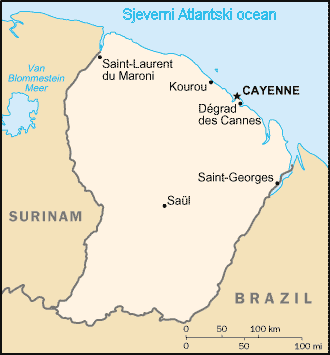 Sjeverni Atlantski ocean
Van
Blommestein
Meer
Saint-Laurent
du Maroni
Kourou
CAYENNE
Dégrad
des Cannes
Saint-Georges
Saül
SURINAM
BRAZIL
0 50 100 km
0 50 100 mi